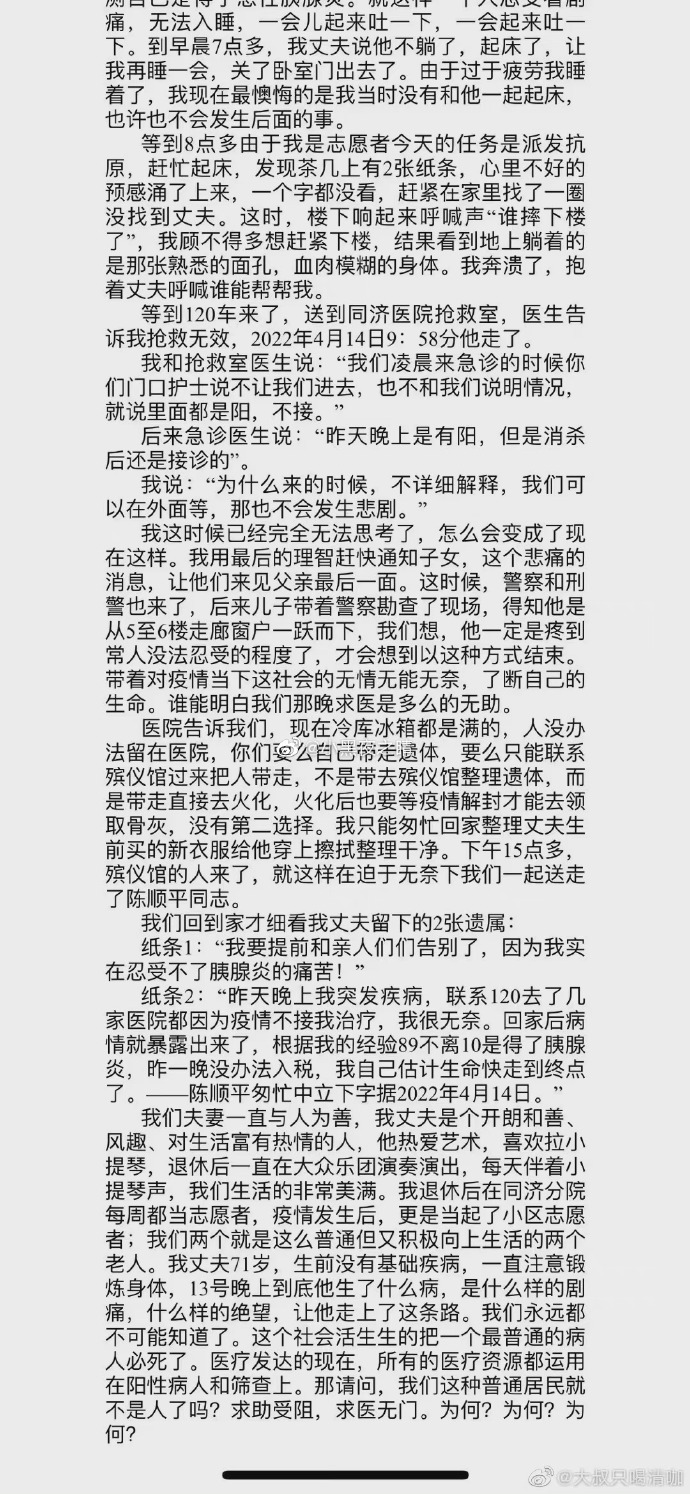 测自己是得了急性胰腺炎。就这样一个人忍受着剧
痛，无法入睡，一会儿起来吐一下，一会起来吐一
下。到早晨7点多，我丈夫说他不躺了，起床了，让
我再睡一会，关了卧室门出去了。由于过于疲劳我睡
着了，我现在最懊悔的是我当时没有和他一起起床，
也许也不会发生后面的事。
等到8点多由于我是志愿者今天的任务是派发抗
原，赶忙起床，发现茶几上有2张纸条，心里不好的
预感涌了上来，一个字都没看，赶紧在家里找了一圈
没找到丈夫。这时，楼下响起来呼喊声“谁摔下楼
了”，我顾不得多想赶紧下楼，结果看到地上躺着的
是那张熟悉的面孔，血肉模糊的身体。我奔溃了，抱
着丈夫呼喊谁能帮帮我。
等到120车来了，送到同济医院抢救室，医生告
诉我抢救无效，2022年4月14日9：58分他走了。
我和抢救室医生说：“我们凌晨来急诊的时候你
们门口护士说不让我们进去，也不和我们说明情况，
就说里面都是阳，不接。”
后来急诊医生说：“昨天晚上是有阳，但是消杀
后还是接诊的”。
我说：“为什么来的时候，不详细解释，我们可
以在外面等，那也不会发生悲剧。”
我这时候已经完全无法思考了，怎么会变成了现
在这样。我用最后的理智赶快通知子女，这个悲痛的
消息，让他们来见父亲最后一面。这时候，警察和刑
警也来了，后来儿子带着警察勘查了现场，得知他是
从5至6楼走廊窗户一跃而下，我们想，他一定是疼到
常人没法忍受的程度了，才会想到以这种方式结束。
带着对疫情当下这社会的无情无能无奈，了断自己的
生命。谁能明白我们那晚求医是多么的无助。
医院告诉我们，现在冷库冰箱都是满的，人没办
法留在医院，你们要么自己带走遗体，要么只能联系
殡仪馆过来把人带走，不是带去殡仪馆整理遗体，而
是带走直接去火化，火化后也要等疫情解封才能去领
取骨灰，没有第二选择。我只能匆忙回家整理丈夫生
前买的新衣服给他穿上擦拭整理干净。下午15点多，
殡仪馆的人来了，就这样在迫于无奈下我们一起送走
了陈顺平同志。
我们回到家才细看我丈夫留下的2张遗属：
纸条1：“我要提前和亲人们们告别了，因为我实
在忍受不了胰腺炎的痛苦！”
纸条2：“昨天晚上我突发疾病，联系120去了几
家医院都因为疫情不接我治疗，我很无奈。回家后病
情就暴露出来了，根据我的经验89不离10是得了胰腺
炎，昨一晚没办法入税，我自己估计生命快走到终点
了。——陈顺平匆忙中立下字据2022年4月14日。”
我们夫妻一直与人为善，我丈夫是个开朗和善、
风趣、对生活富有热情的人，他热爱艺术，喜欢拉小
提琴，退休后一直在大众乐团演奏演出，每天伴着小
提琴声，我们生活的非常美满。我退休后在同济分院
每周都当志愿者，疫情发生后，更是当起了小区志愿
者；我们两个就是这么普通但又积极向上生活的两个
老人。我丈夫71岁，生前没有基础疾病，一直注意锻
炼身体，13号晚上到底他生了什么病，是什么样的剧
痛，什么样的绝望，让他走上了这条路。我们永远都
不可能知道了。这个社会活生生的把一个最普通的病
人必死了。医疗发达的现在，所有的医疗资源都运用
在阳性病人和筛查上。那请问，我们这种普通居民就
不是人了吗？求助受阻，求医无门。为何？为何？为
何？
@大叔只喝清咖